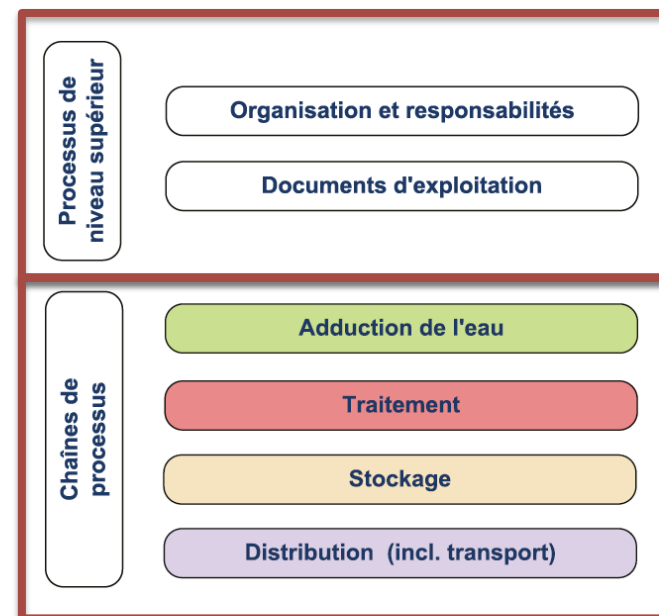 Processus de
niveau supérieur
Organisation et responsabilités
Documents d'exploitation
Chaînes de
processus
Adduction de l'eau
Traitement
Stockage
Distribution (incl. transport)